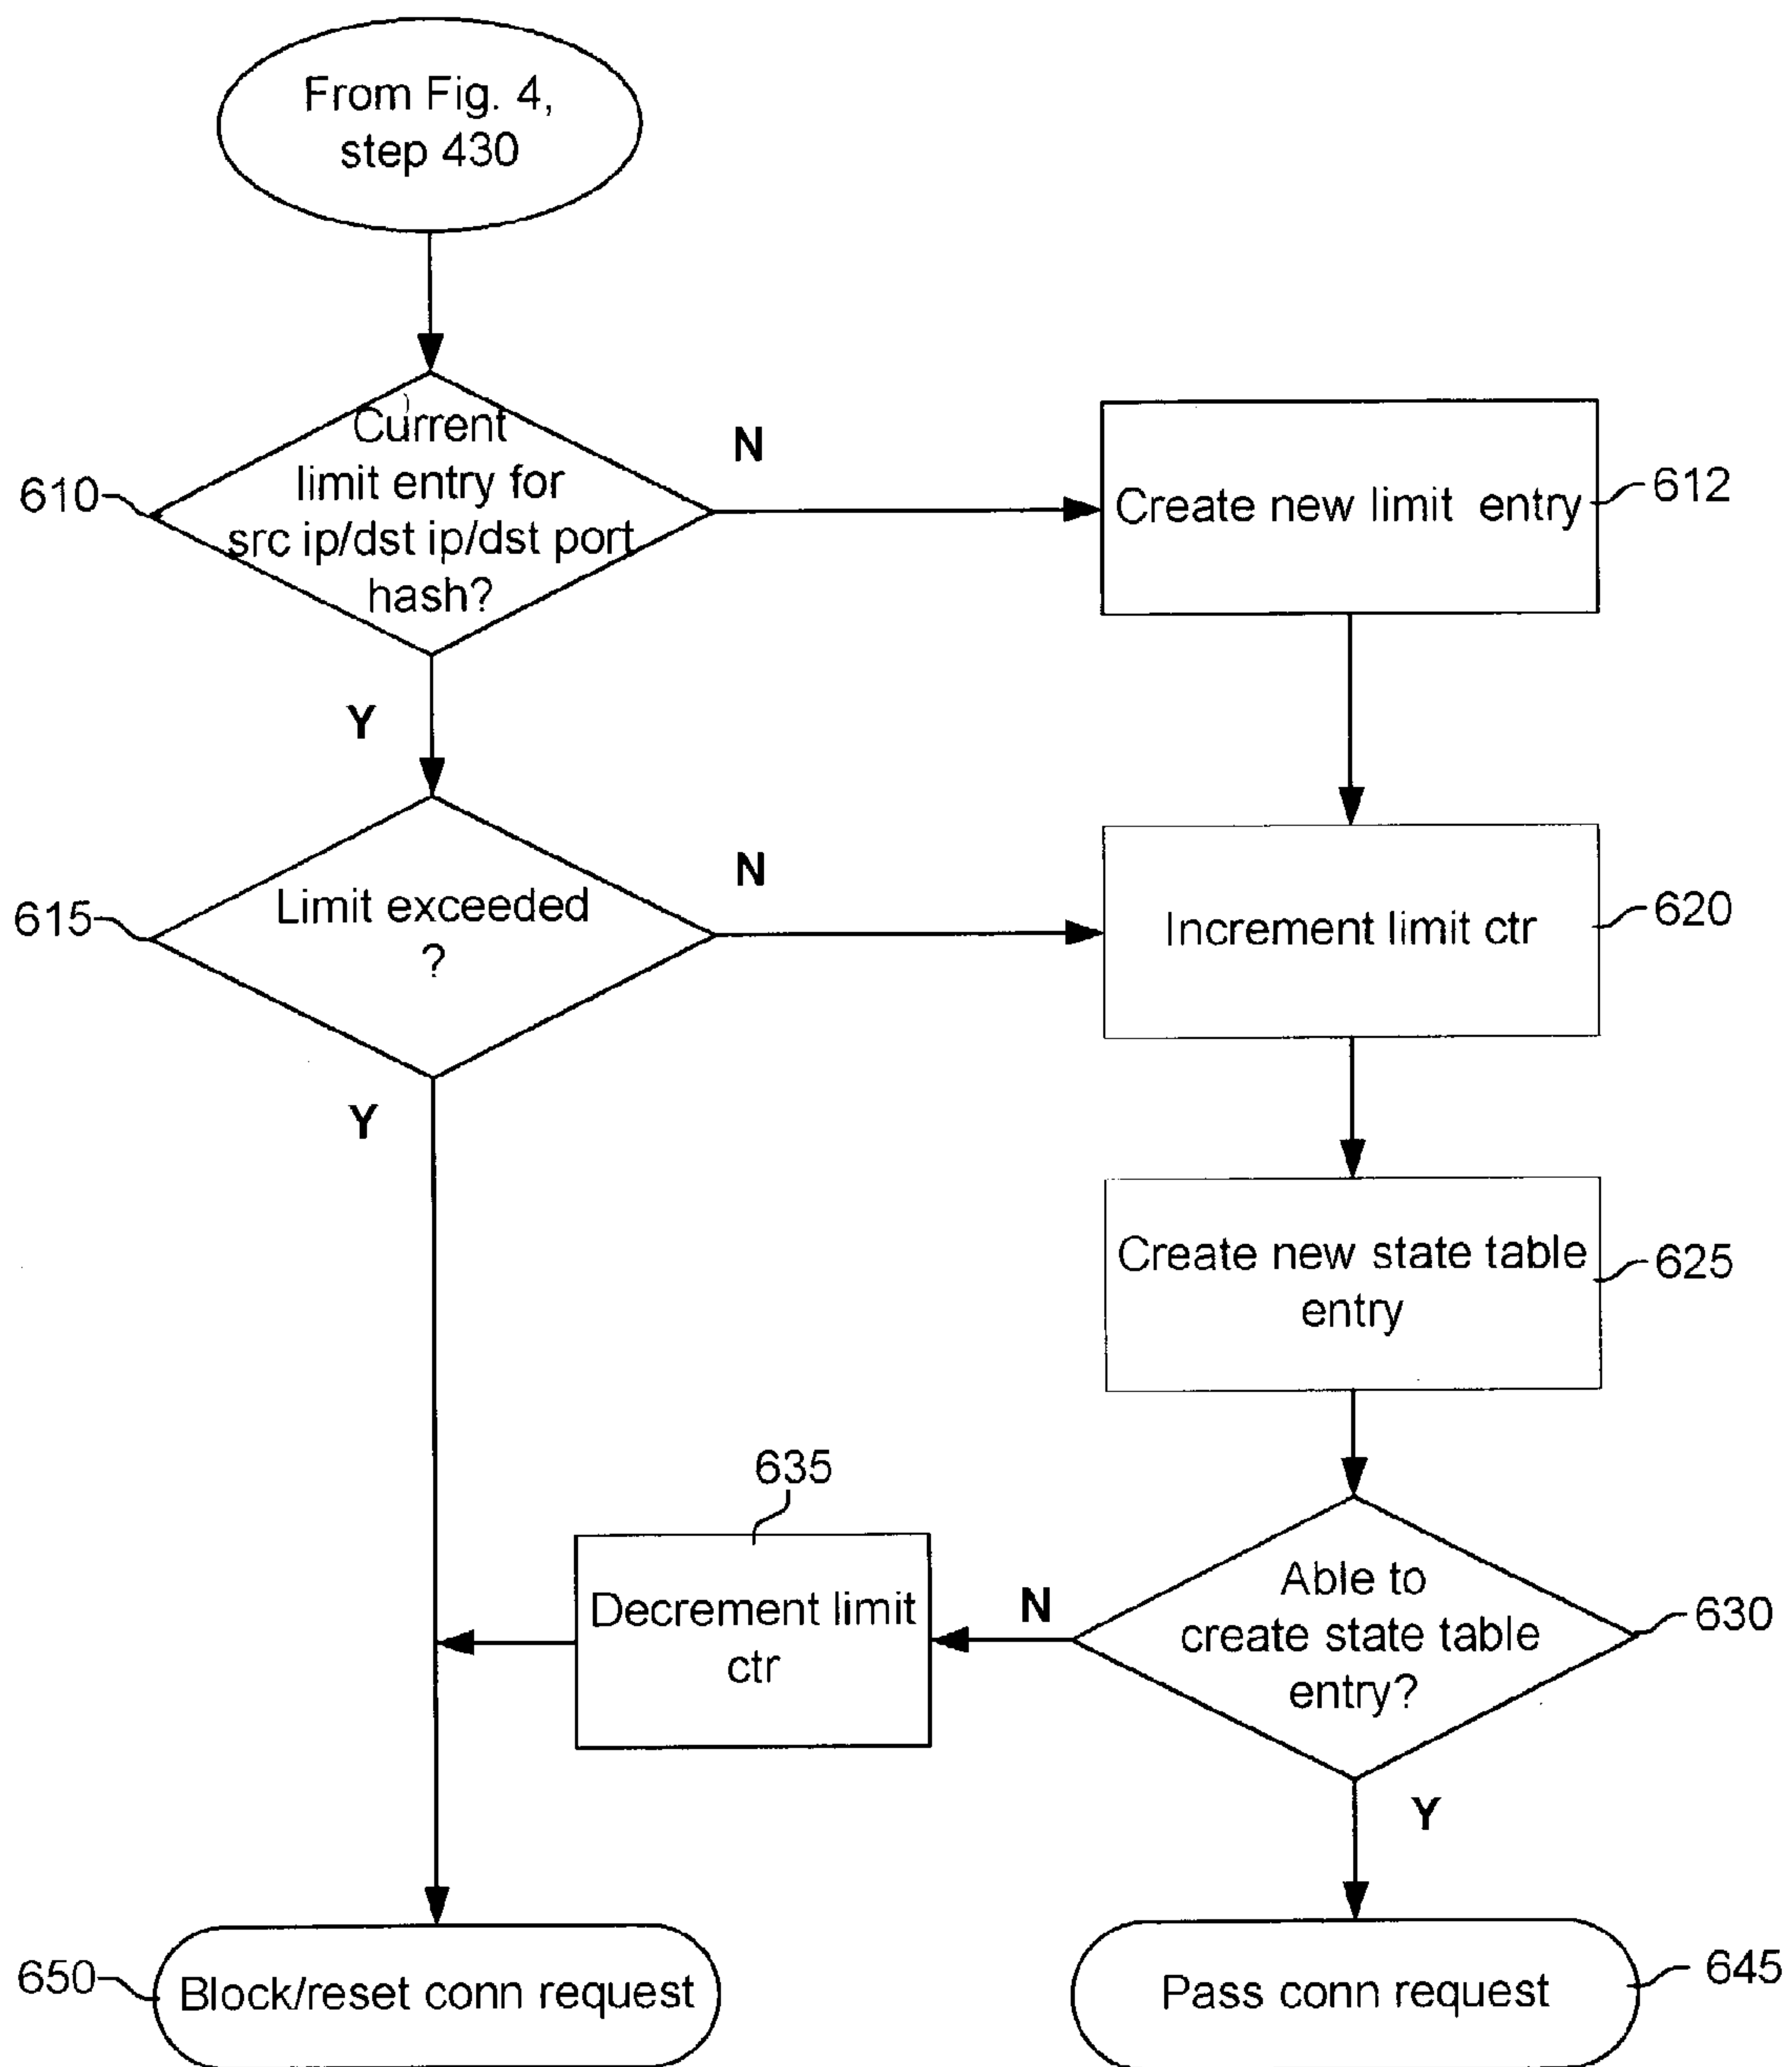 From Fig. 4,
step 430
Current
limit entry for
src ip/dst ip/dst port
hash?
610
N
Create new limit entry
612
Y
Limit exceeded
?
615
N
Increment limit ctr
620
Y
Create new state table
entry
625
635
Decrement limit
ctr
N
Able to
create state table
entry?
630
Y
650
Block/reset conn request
Pass conn request
645